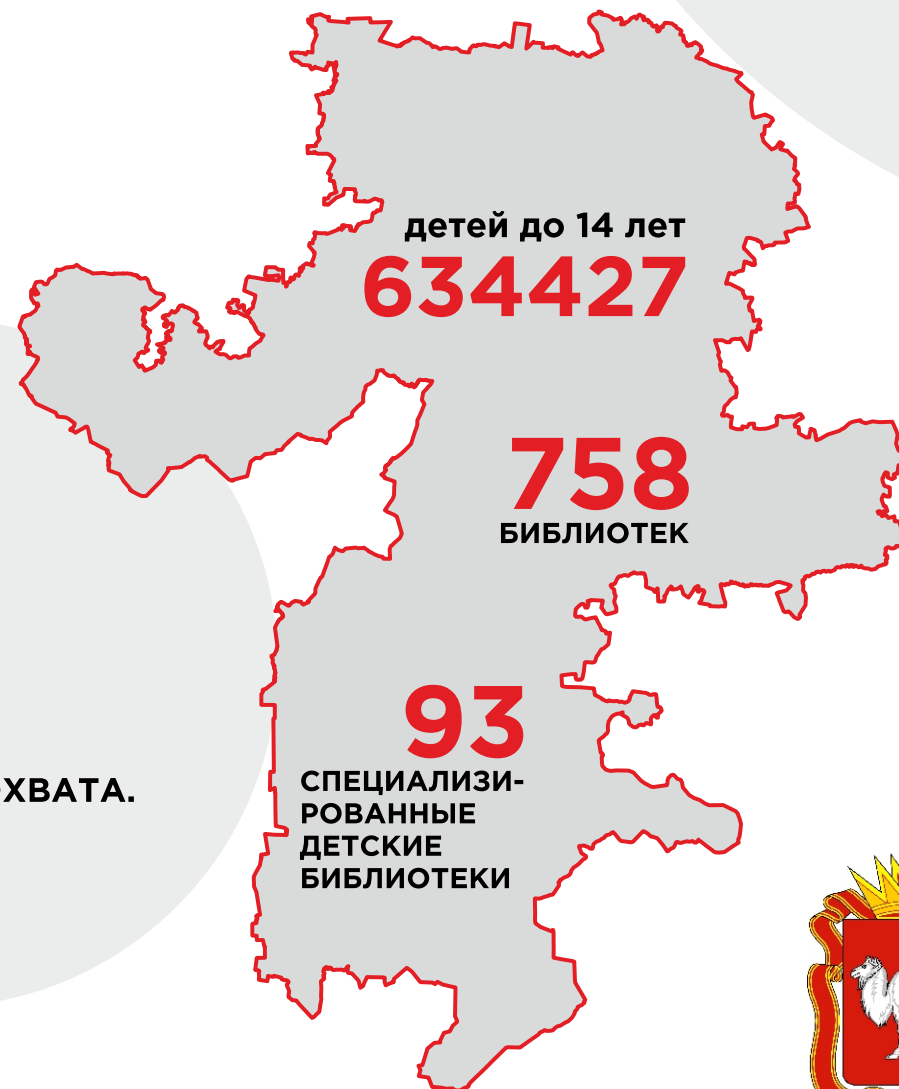 детей до 14 лет
634427
758
БИБЛИОТЕК
93
СПЕЦИАЛИЗИ-
РОВАННЫЕ
ДЕТСКИЕ
БИБЛИОТЕКИ
ХВАТА.